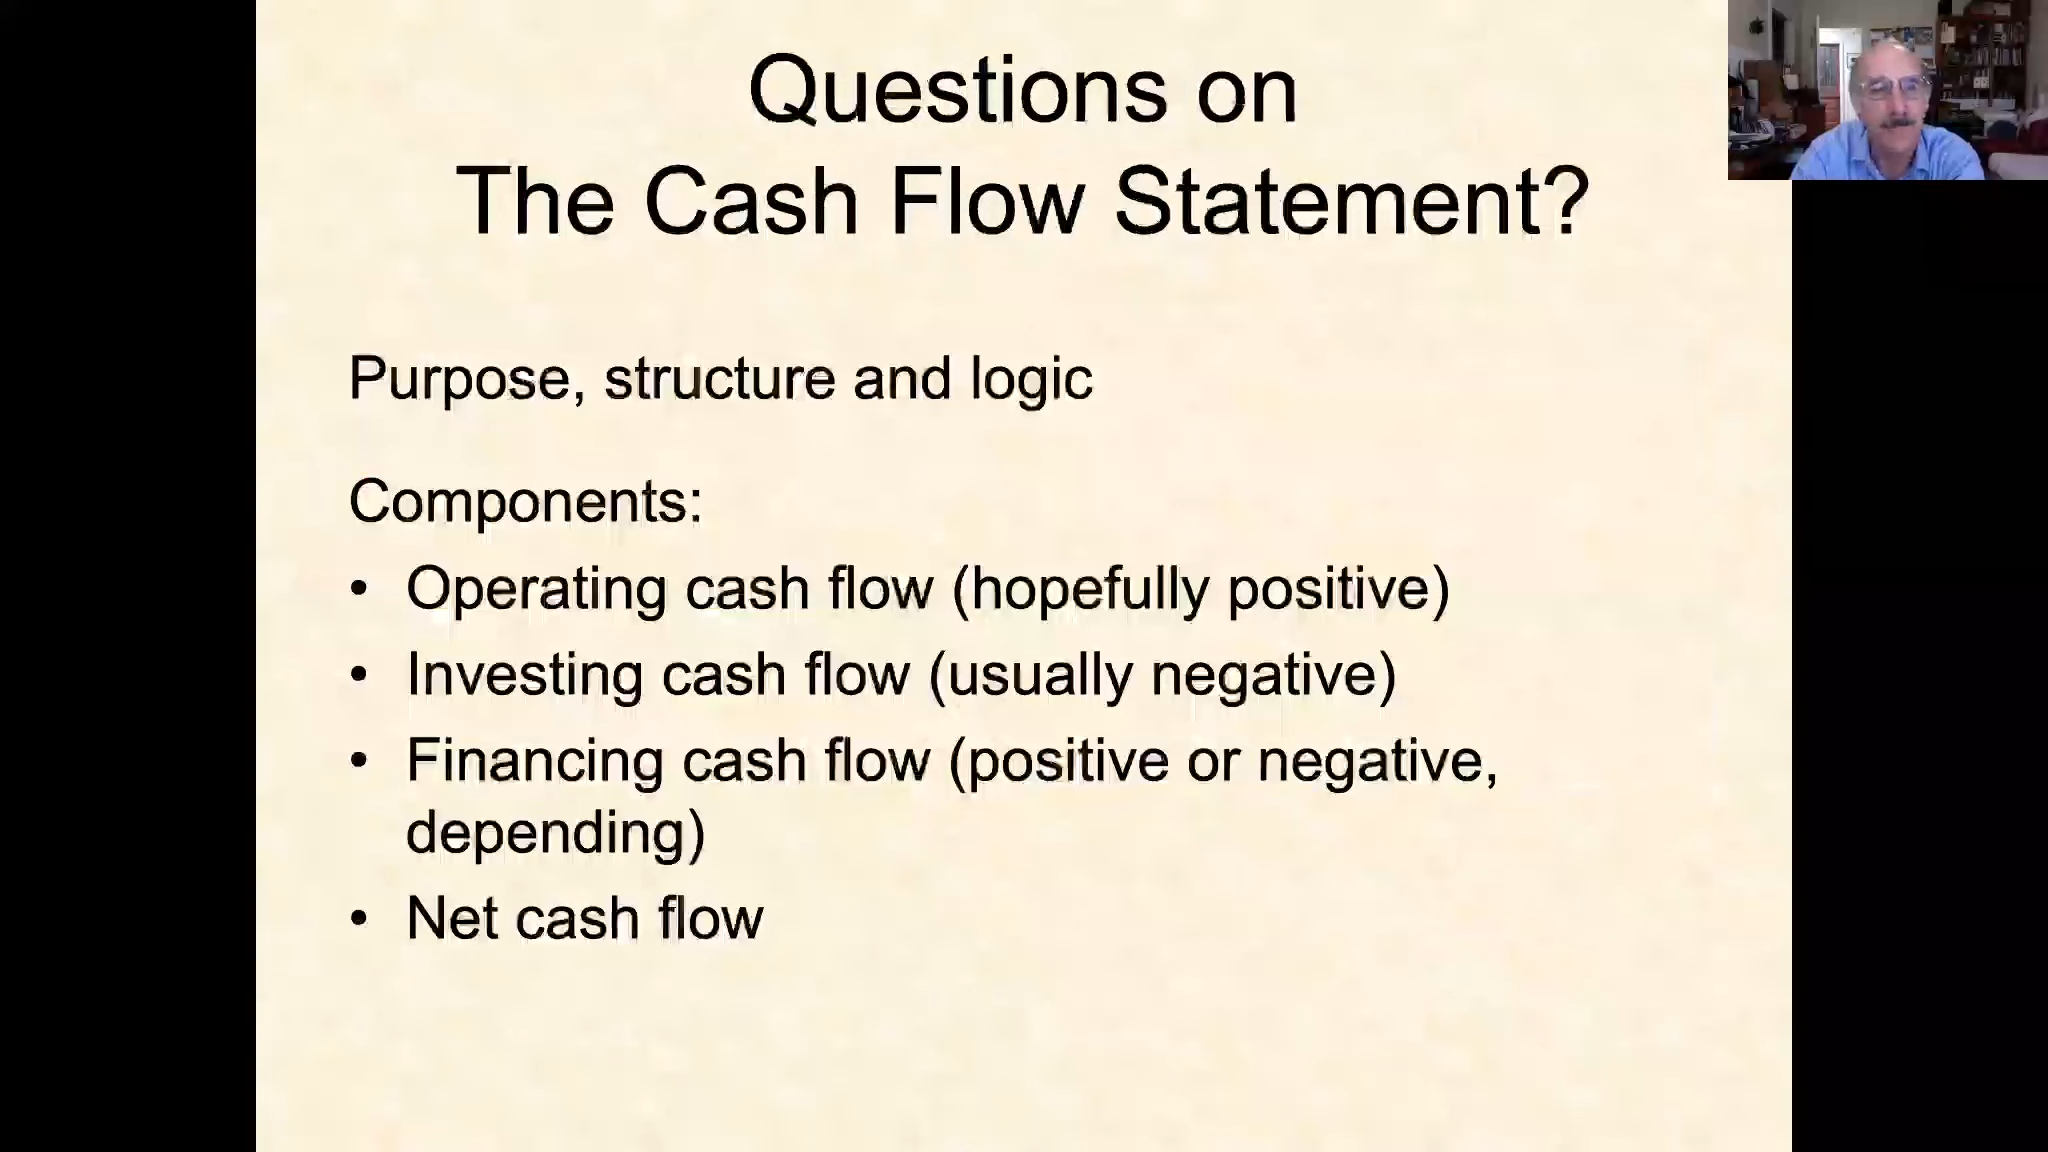 Questions on
The Cash Flow Statement?
Purpose, structure and logic
Components:
• Operating cash flow (hopefully positive)
• Investing cash flow (usually negative)
• Financing cash flow (positive or negative,
depending)
• Net cash flow